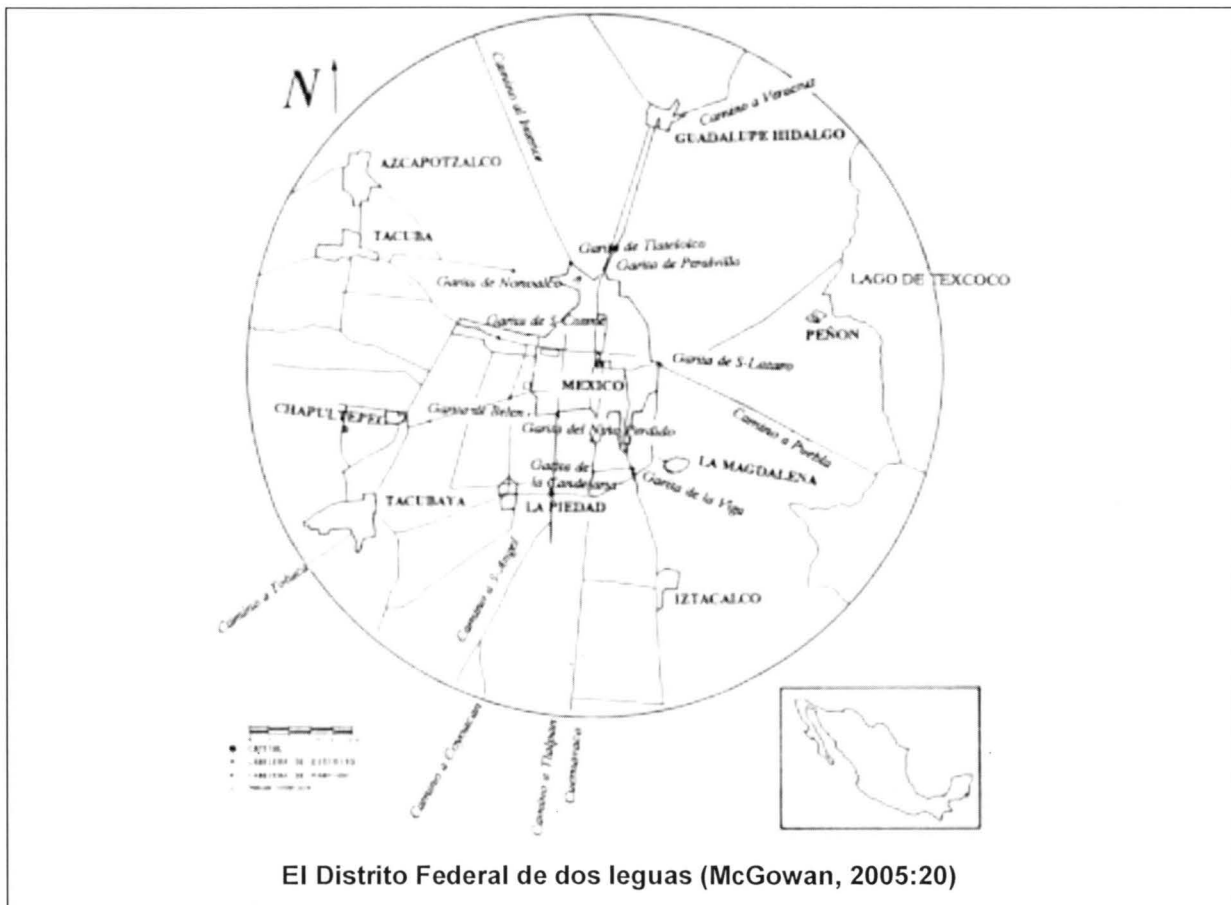 N
Camino al Interior
Camino a Veracruz
GUADALUPE HIDALGO
AZCAPOTZALCO
TACUBA
Garita de Tlatelolco
Garita de Peralvillo
Garita de Nonoalco
LAGO DE TEXCOCO
PEÑON
Garita de S-Cosme
Garita de S-Lazaro
MEXICO
CHAPULTEPEC
Garita de Belen
Garita del Niño Perdido
Camino a Puebla
LA MAGDALENA
Garita de
la Candelaria
Garita de la Viga
TACUBAYA
LA PIEDAD
Camino a Toluca
Camino a S-Angel
IZTACALCO
Camino a Coyoacan
Camino a Tlalpan
Cuernavaca
CAPITAL
El Distrito Federal de dos leguas (McGowan, 2005:20)